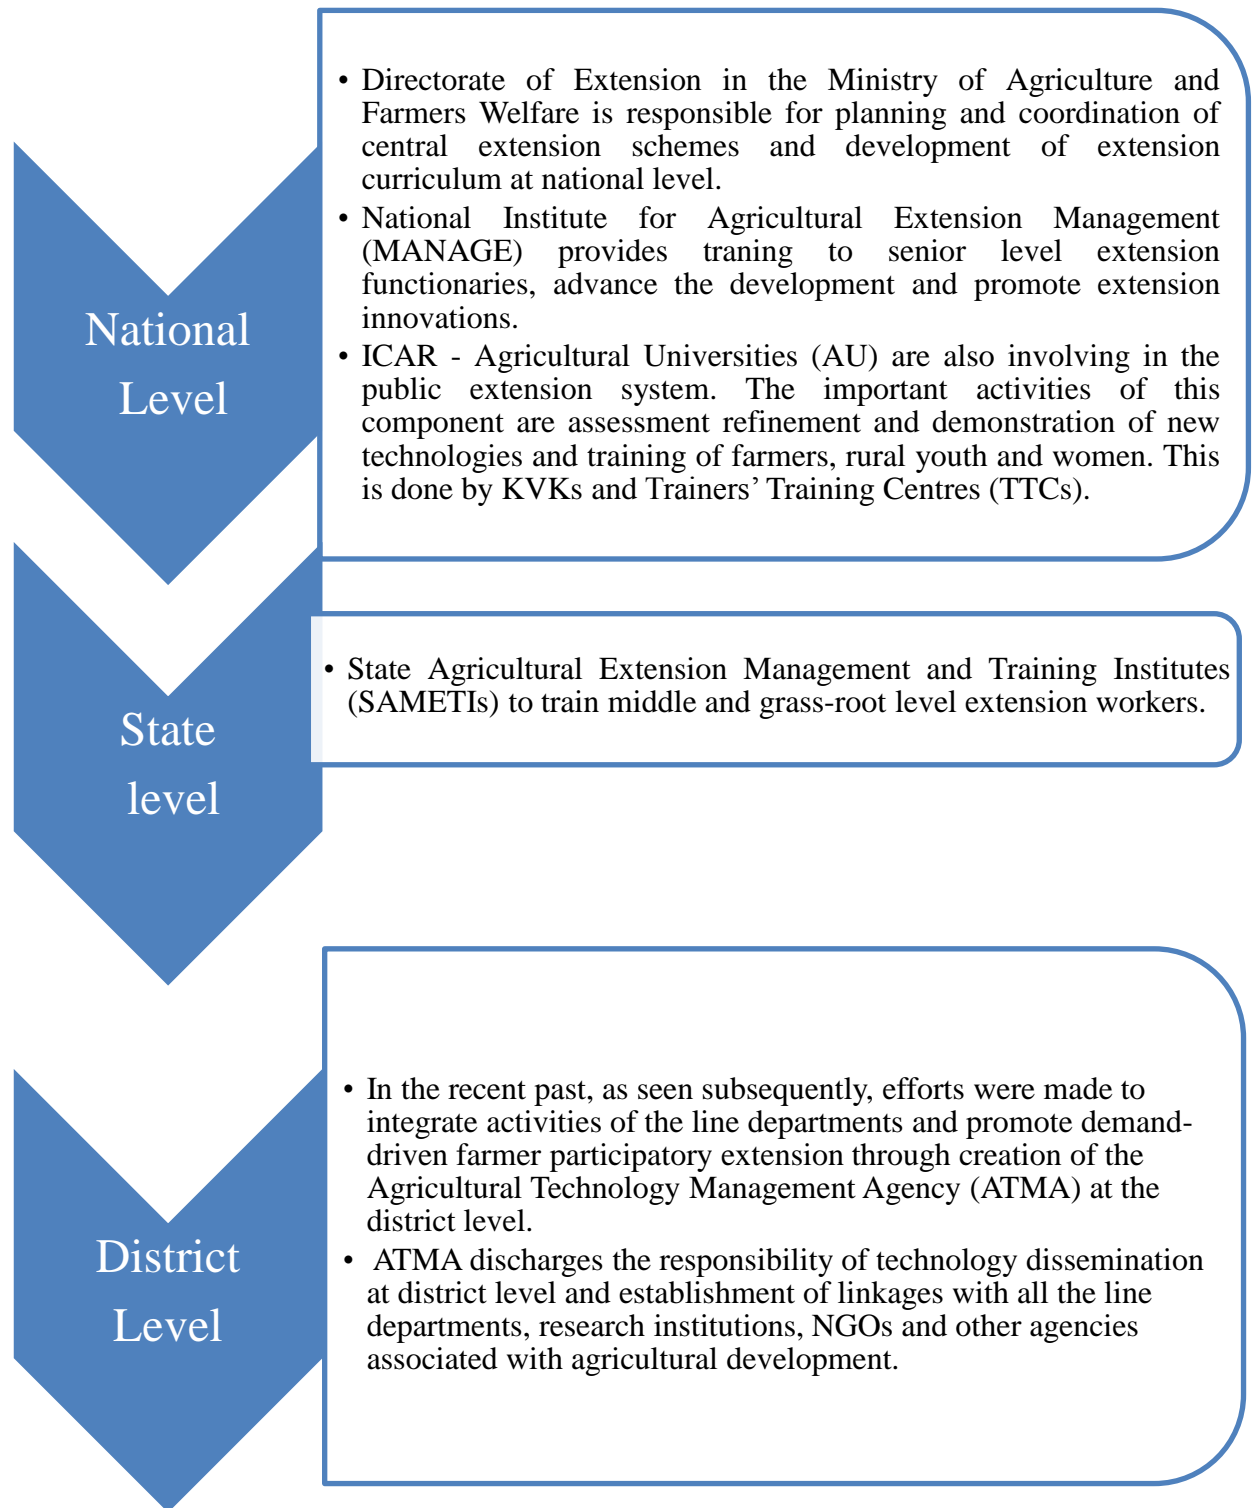 • Directorate of Extension in the Ministry of Agriculture and
Farmers Welfare is responsible for planning and coordination of
central extension schemes and development of extension
curriculum at national level.
• National Institute for Agricultural Extension Management
(MANAGE) provides traning to senior level extension
functionaries, advance the development and promote extension
innovations.
• ICAR - Agricultural Universities (AU) are also involving in the
public extension system. The important activities of this
component are assessment refinement and demonstration of new
technologies and training of farmers, rural youth and women. This
is done by KVKs and Trainers’ Training Centres (TTCs).
National
Level
• State Agricultural Extension Management and Training Institutes
(SAMETIs) to train middle and grass-root level extension workers.
State
level
• In the recent past, as seen subsequently, efforts were made to
integrate activities of the line departments and promote demand-
driven farmer participatory extension through creation of the
Agricultural Technology Management Agency (ATMA) at the
district level.
• ATMA discharges the responsibility of technology dissemination
at district level and establishment of linkages with all the line
departments, research institutions, NGOs and other agencies
associated with agricultural development.
District
Level